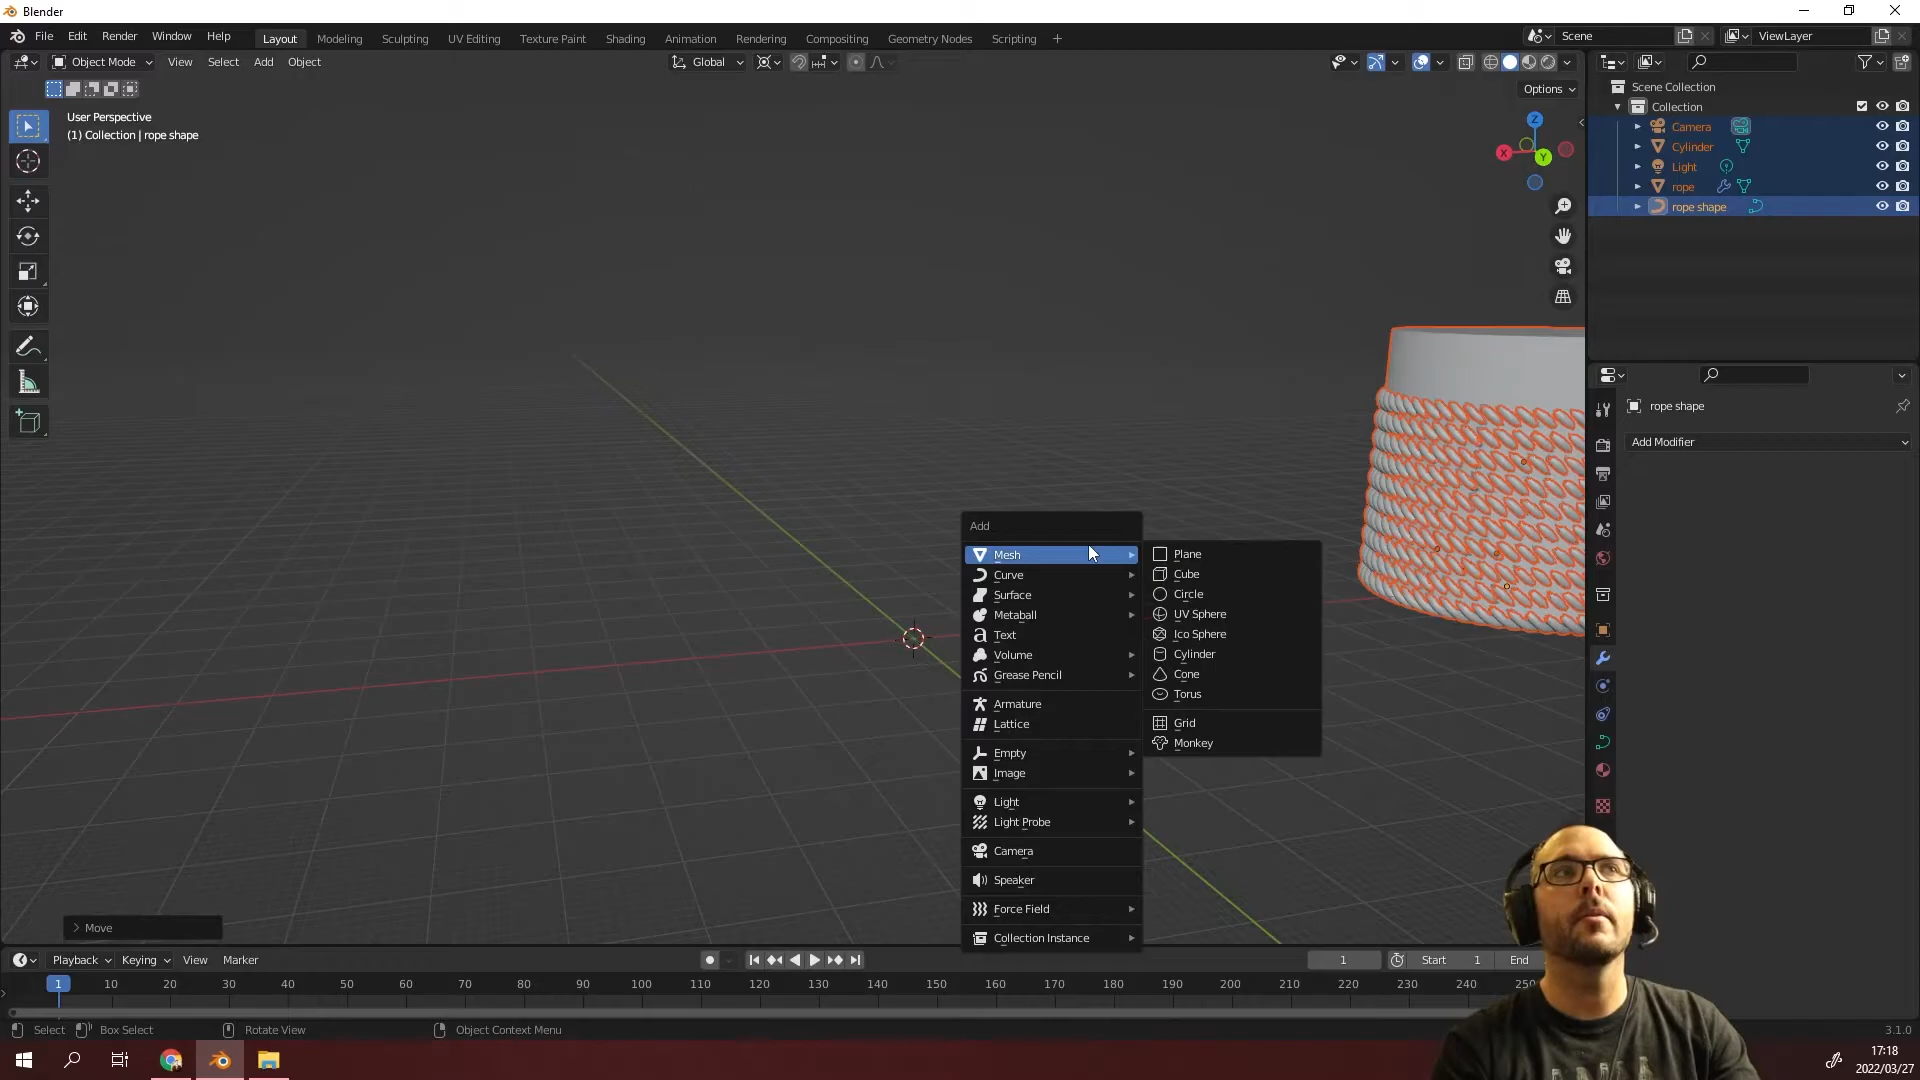 Blender
File Edit Render Window Help Layout Modeling Sculpting UV Editing Texture Paint Shading Animation Rendering Compositing Geometry Nodes Scripting + Scene ViewLayer
Object Mode View Select Add Object Global
Options
User Perspective
(1) Collection | rope shape
Z
X
Y
Scene Collection
Collection
Camera
Cylinder
Light
rope
rope shape
rope shape
Add Modifier
Add
Mesh
Curve
Surface
Metaball
Text
Volume
Grease Pencil
Armature
Lattice
Empty
Image
Light
Light Probe
Camera
Speaker
Force Field
Collection Instance
Plane
Cube
Circle
UV Sphere
Ico Sphere
Cylinder
Cone
Torus
Grid
Monkey
Move
Playback Keying View Marker 1 Start 1 End
1 10 20 30 40 50 60 70 80 90 100 110 120 130 140 150 160 170 180 190 200 210 220 230 240 250
Select Box Select Rotate View Object Context Menu 3.1.0
17:18
2022/03/27